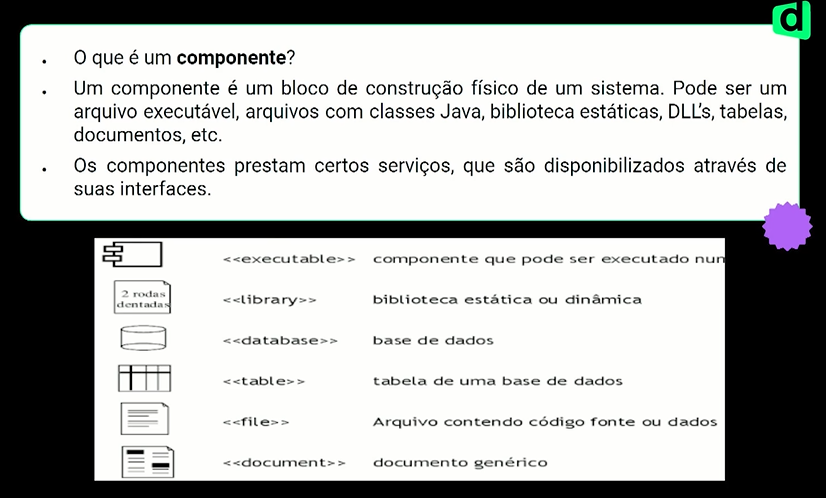 d
• O que é um componente?
• Um componente é um bloco de construção físico de um sistema. Pode ser um
arquivo executável, arquivos com classes Java, biblioteca estáticas, DLL's, tabelas,
documentos, etc.
• Os componentes prestam certos serviços, que são disponibilizados através de
suas interfaces.
<<executable>> componente que pode ser executado num
2 rodas
dentadas
<<library>> biblioteca estática ou dinâmica
<<database>> base de dados
<<table>> tabela de uma base de dados
<<file>> Arquivo contendo código fonte ou dados
<<document>> documento genérico